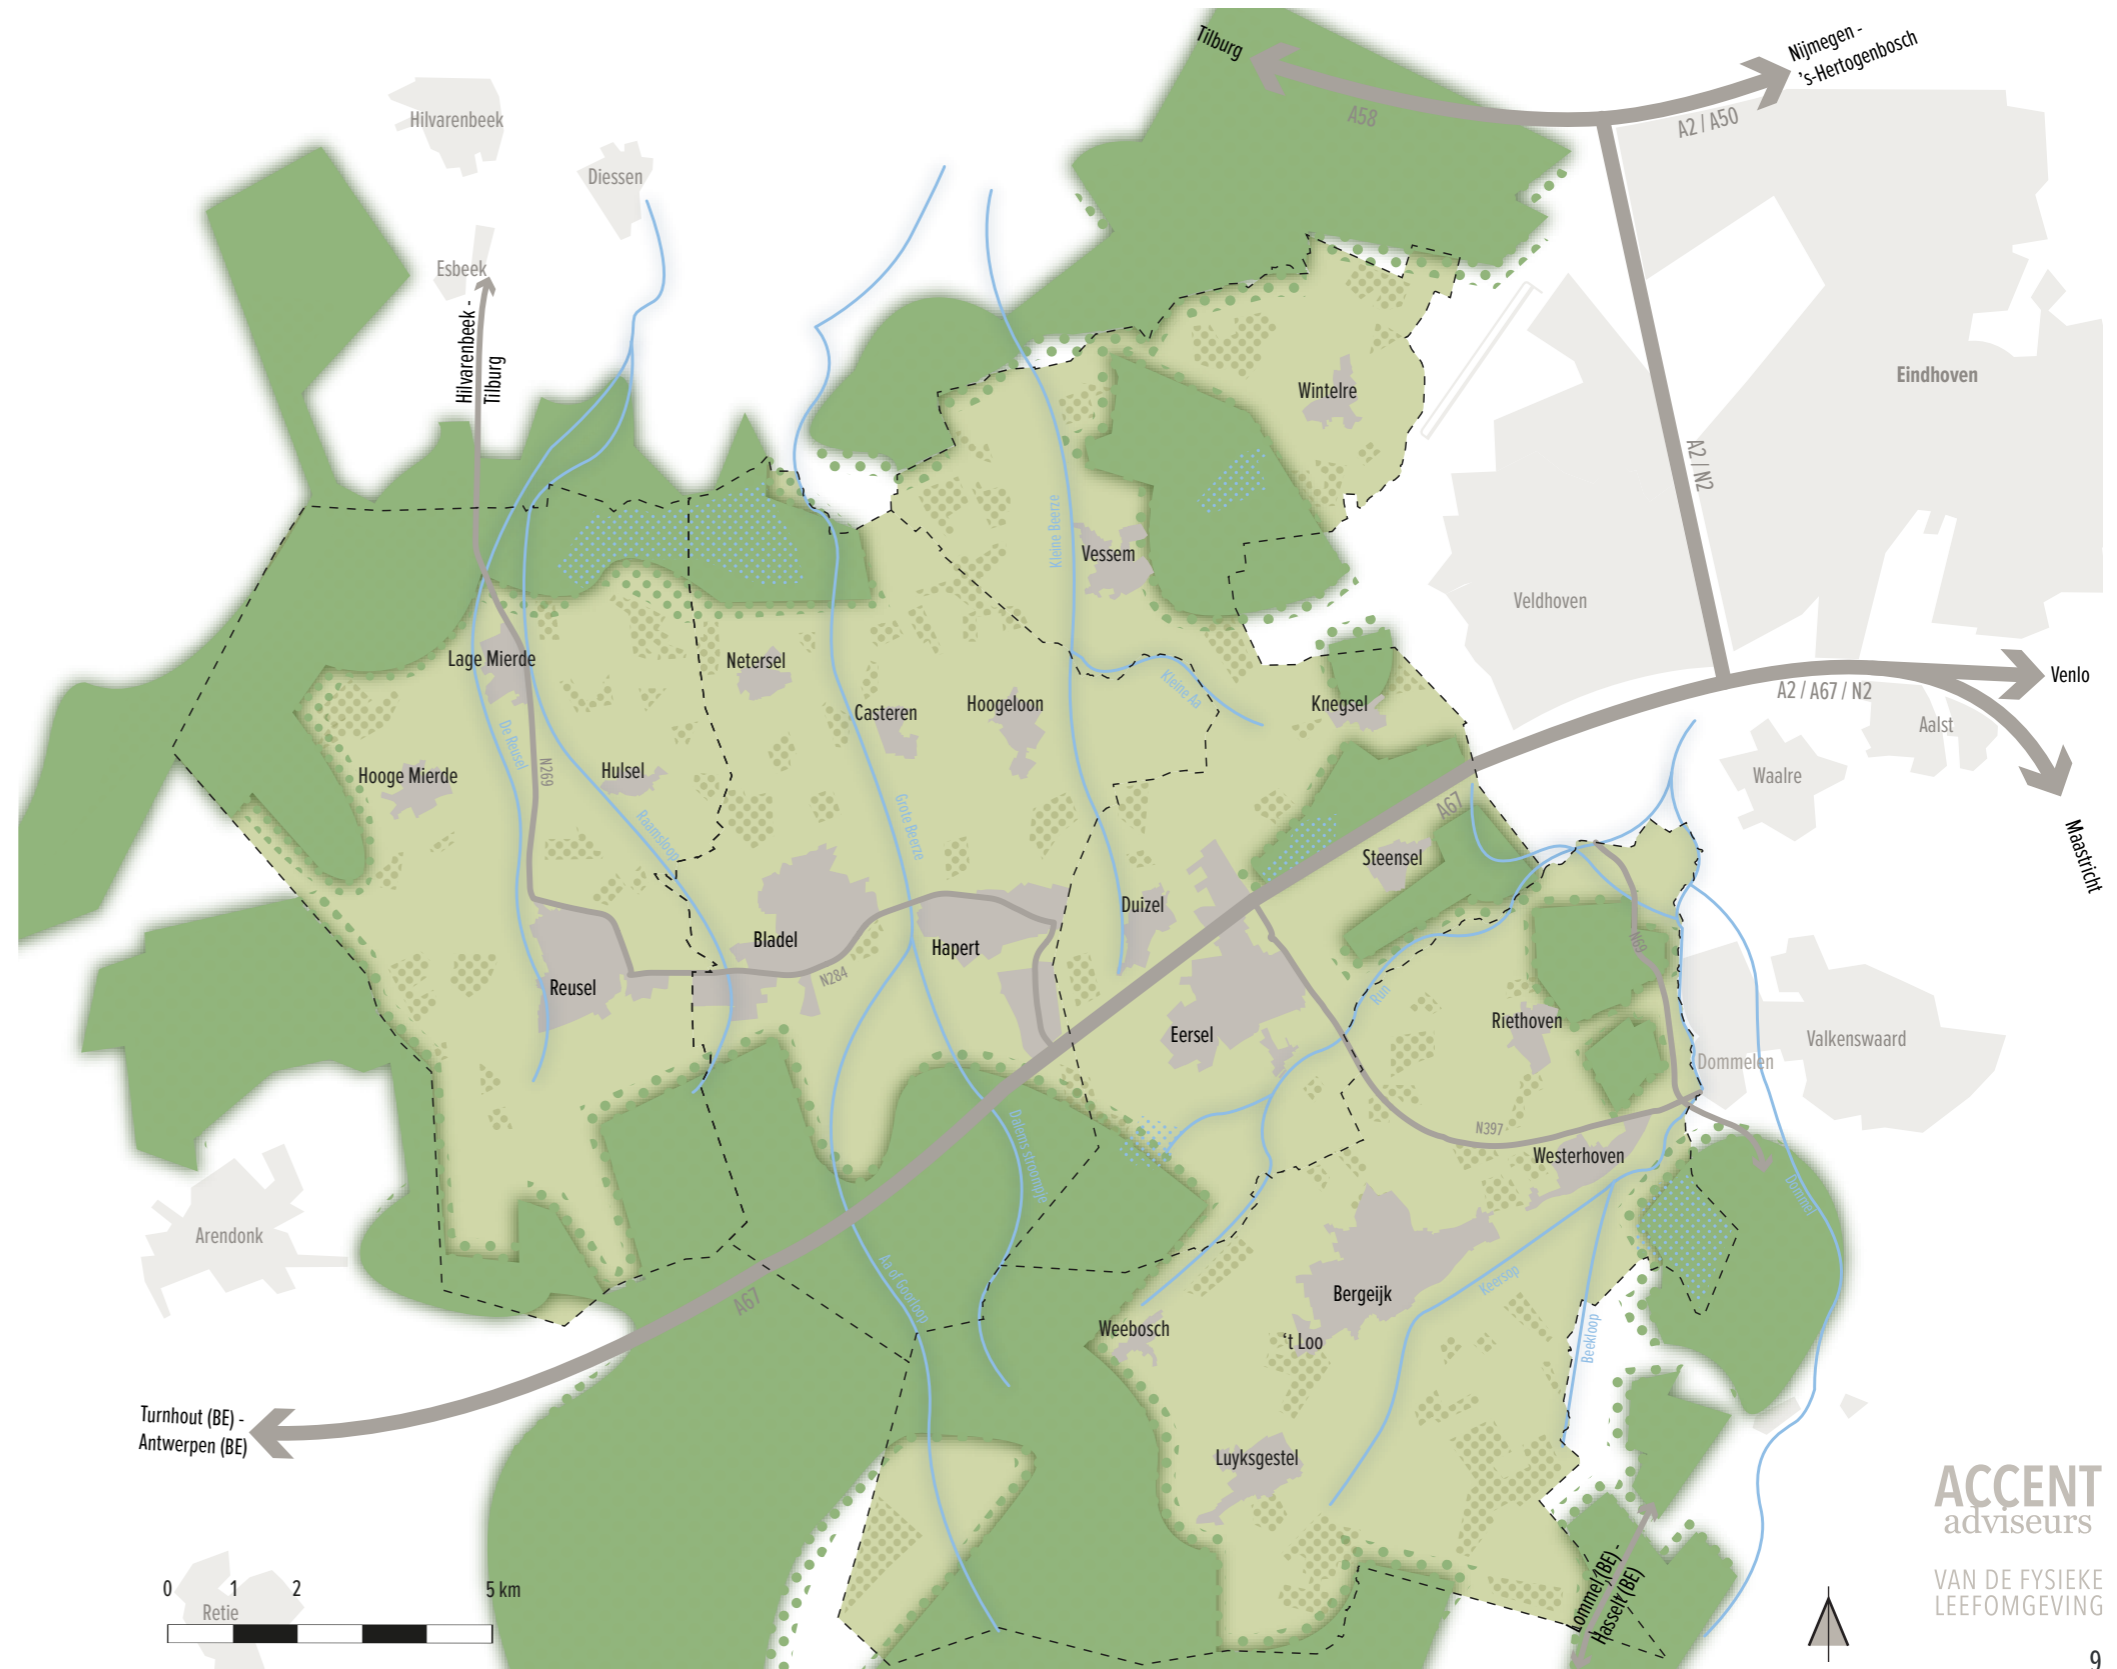 Tilburg
Nijmegen -
's-Hertogenbosch
A58
A2 / A50
Hilvarenbeek
Diessen
Esbeek
Hilvarenbeek -
Tilburg
Eindhoven
Wintelre
A2 / N2
Kleine Beerze
Vessem
Veldhoven
Lage Mierde
Netersel
Kleine Aa
Venlo
A2 / A67 / N2
Casteren
Hoogeloon
Knegsel
Aalst
De Reusel
N269
Hooge Mierde
Hulsel
Waalre
Raamsloop
Grote Beerze
A67
Steensel
Maastricht
Duizel
Bladel
Hapert
N69
N284
Reusel
Run
Eersel
Riethoven
Valkenswaard
Dommelen
Dalems stroompje
N397
Westerhoven
Dommel
Arendonk
Aa of Goorloop
Keersop
Bergeijk
A67
Weebosch
't Loo
Beekloop
Turnhout (BE) -
Antwerpen (BE)
Luyksgestel
ACCENT
adviseurs
Lommel (BE) -
Hasselt (BE)
VAN DE FYSIEKE
LEEFOMGEVING
0 1 2 5 km
Retie
9